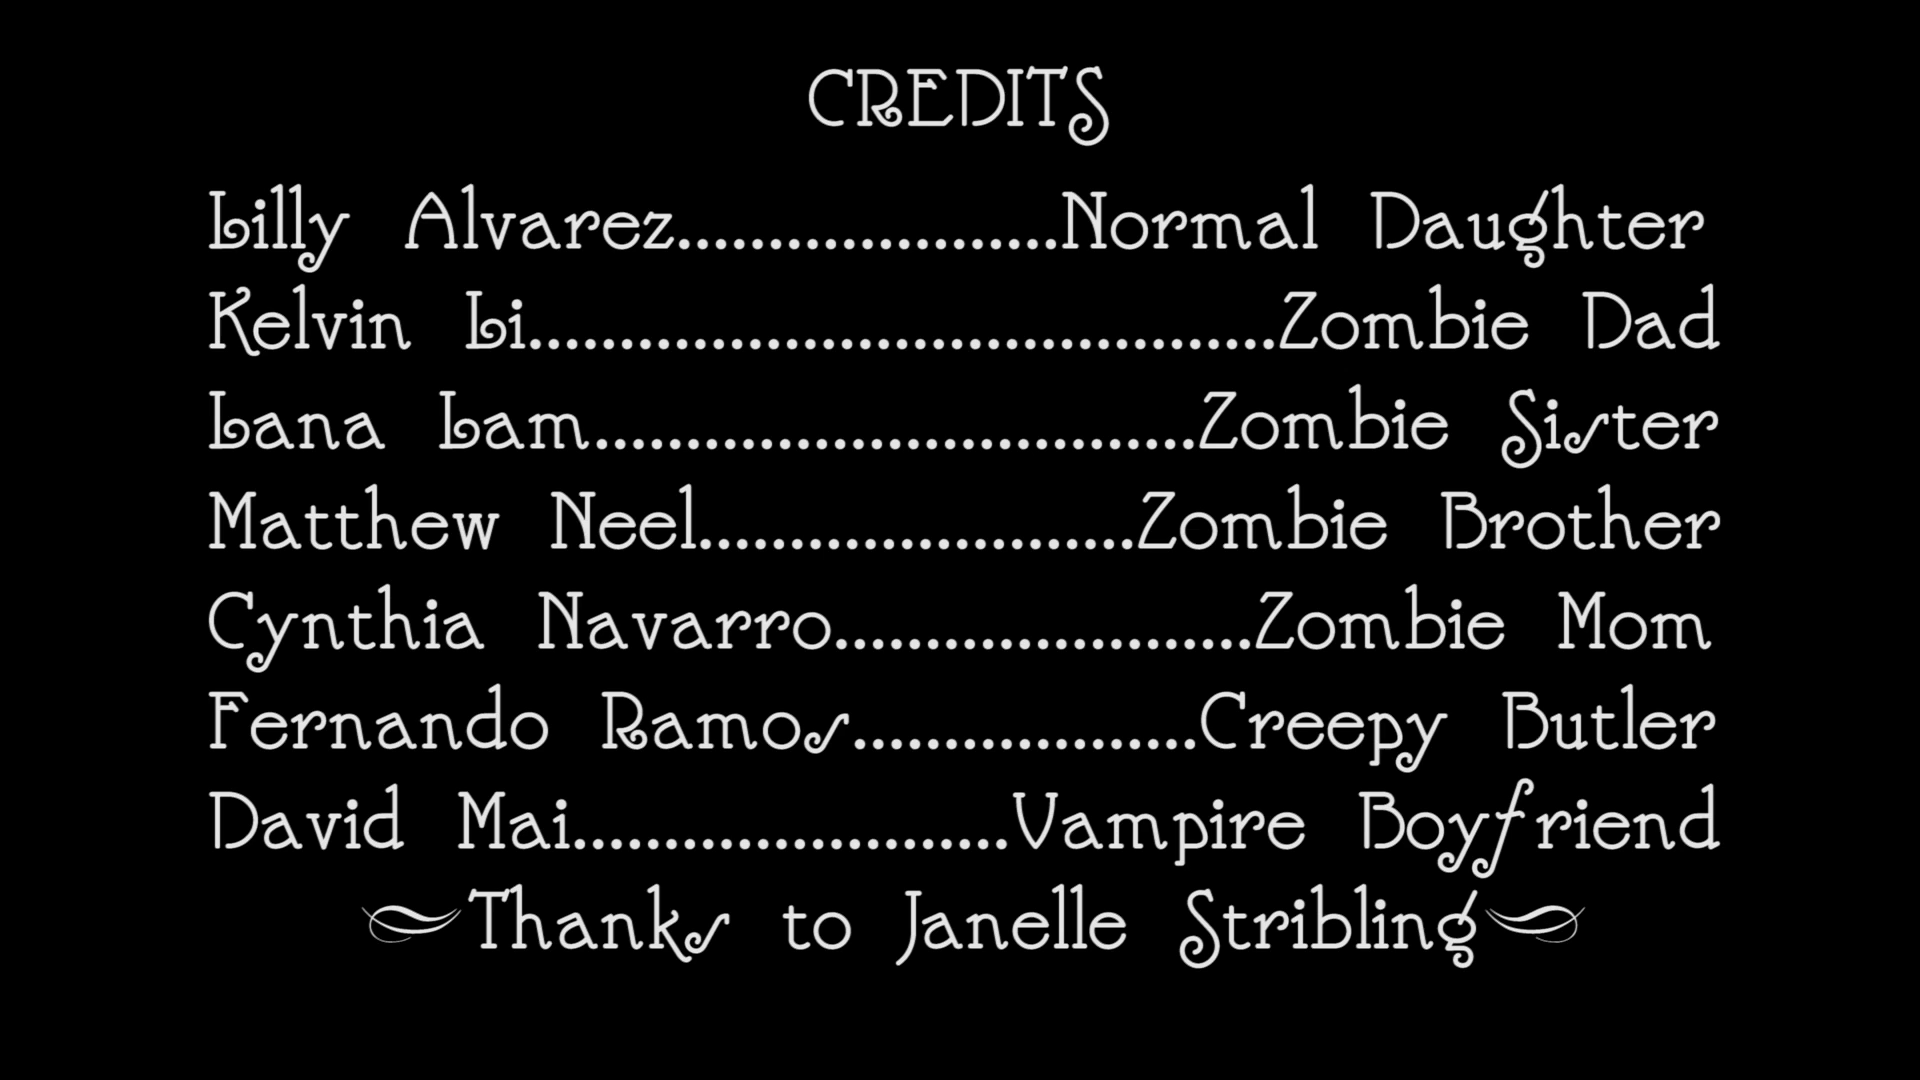 CREDITS
Lilly Alvarez.....................Normal Daughter
Kelvin Li.........................................Zombie Dad
Lana Lam.................................Zombie Sister
Matthew Neel........................Zombie Brother
Cynthia Navarro.......................Zombie Mom
Fernando Ramos...................Creepy Butler
David Mai........................Vampire Boyfriend
Thanks to Janelle Stribling